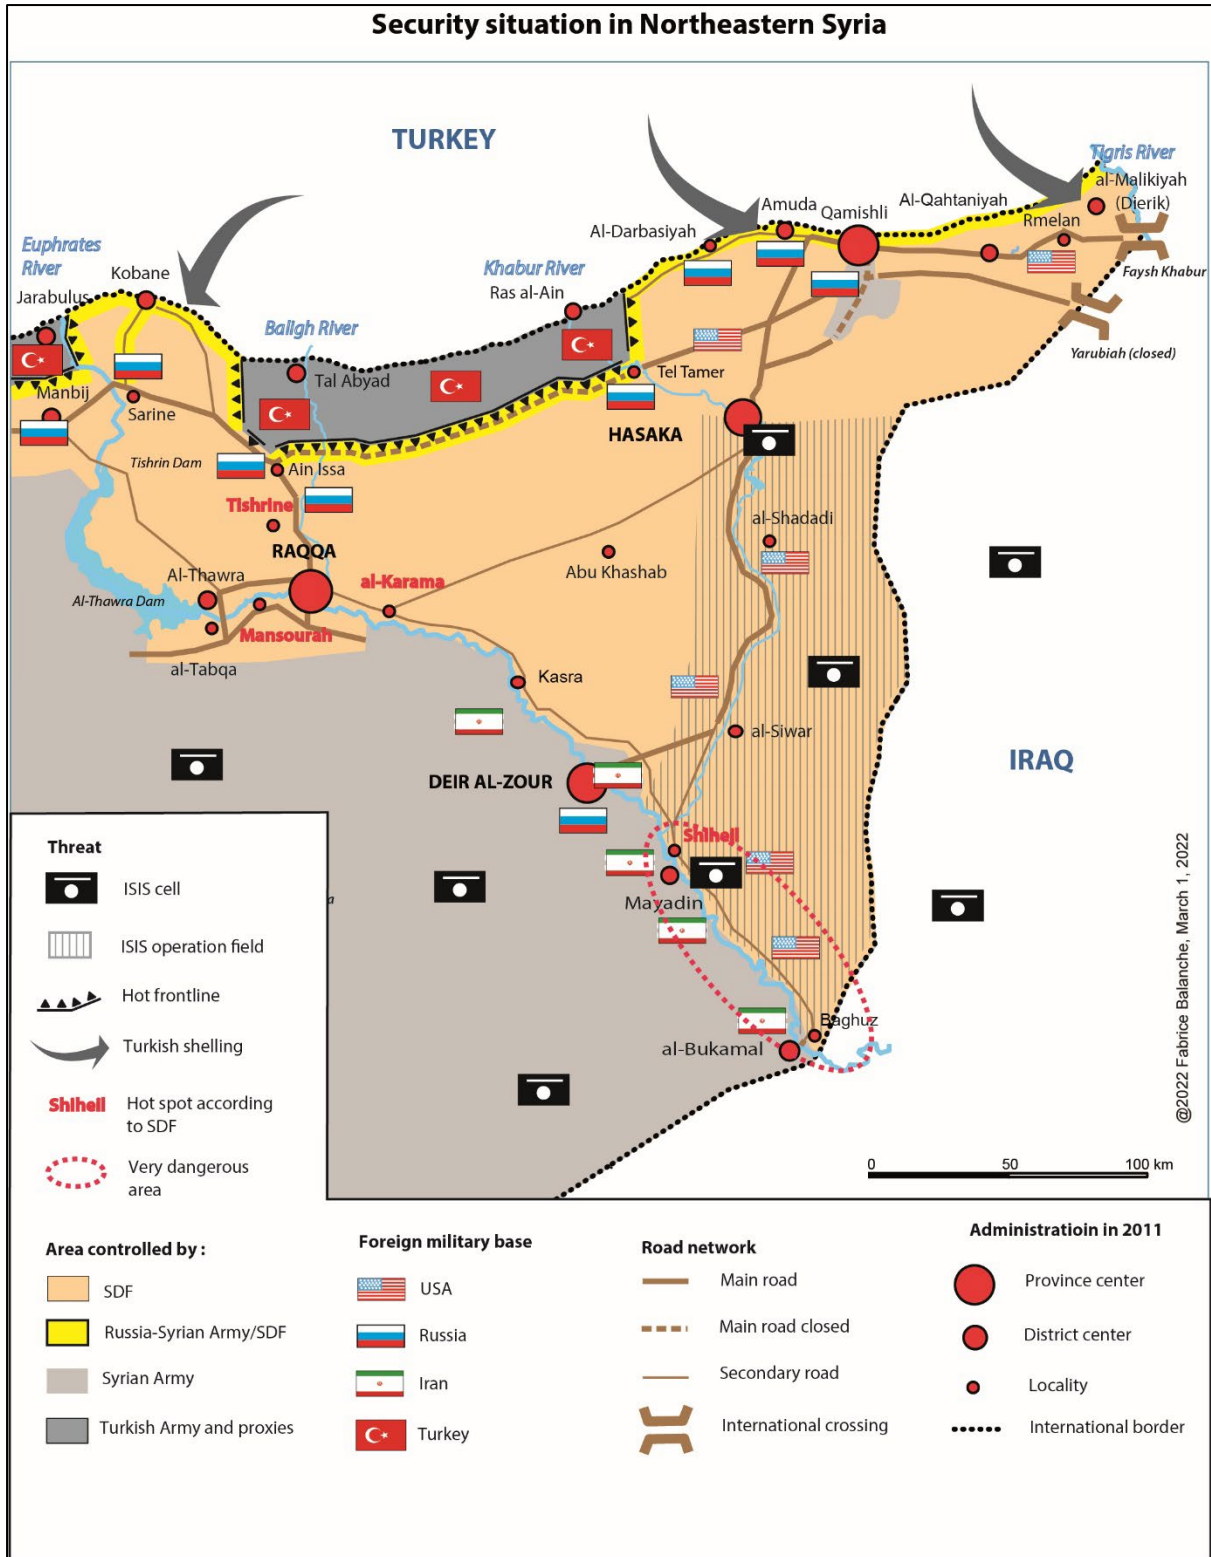 Security situation in Northeastern Syria
TURKEY
Tigris River
al-Malikiyah
(Dierik)
Amuda
Qamishli
Al-Qahtaniyah
Rmelan
Al-Darbasiyah
Faysh Khabur
Euphrates
River
Kobane
Khabur River
Ras al-Ain
Jarabulus
Baligh River
Yarubiah (closed)
Tal Abyad
Tel Tamer
Manbij
Sarine
HASAKA
Tishrin Dam
Ain Issa
Tishrine
al-Shadadi
RAQQA
Abu Khashab
Al-Thawra
al-Karama
Al-Thawra Dam
Mansourah
al-Tabqa
Kasra
al-Siwar
IRAQ
DEIR AL-ZOUR
Shiheil
Mayadin
a
Baghuz
al-Bukamal
@2022 Fabrice Balanche, March 1, 2022
0 50 100 km
Threat
ISIS cell
ISIS operation field
Hot frontline
Turkish shelling
Shiheil
Hot spot according
to SDF
Very dangerous
area
Area controlled by :
SDF
Russia-Syrian Army/SDF
Syrian Army
Turkish Army and proxies
Foreign military base
USA
Russia
Iran
Turkey
Road network
Main road
Main road closed
Secondary road
International crossing
Administratioin in 2011
Province center
District center
Locality
International border